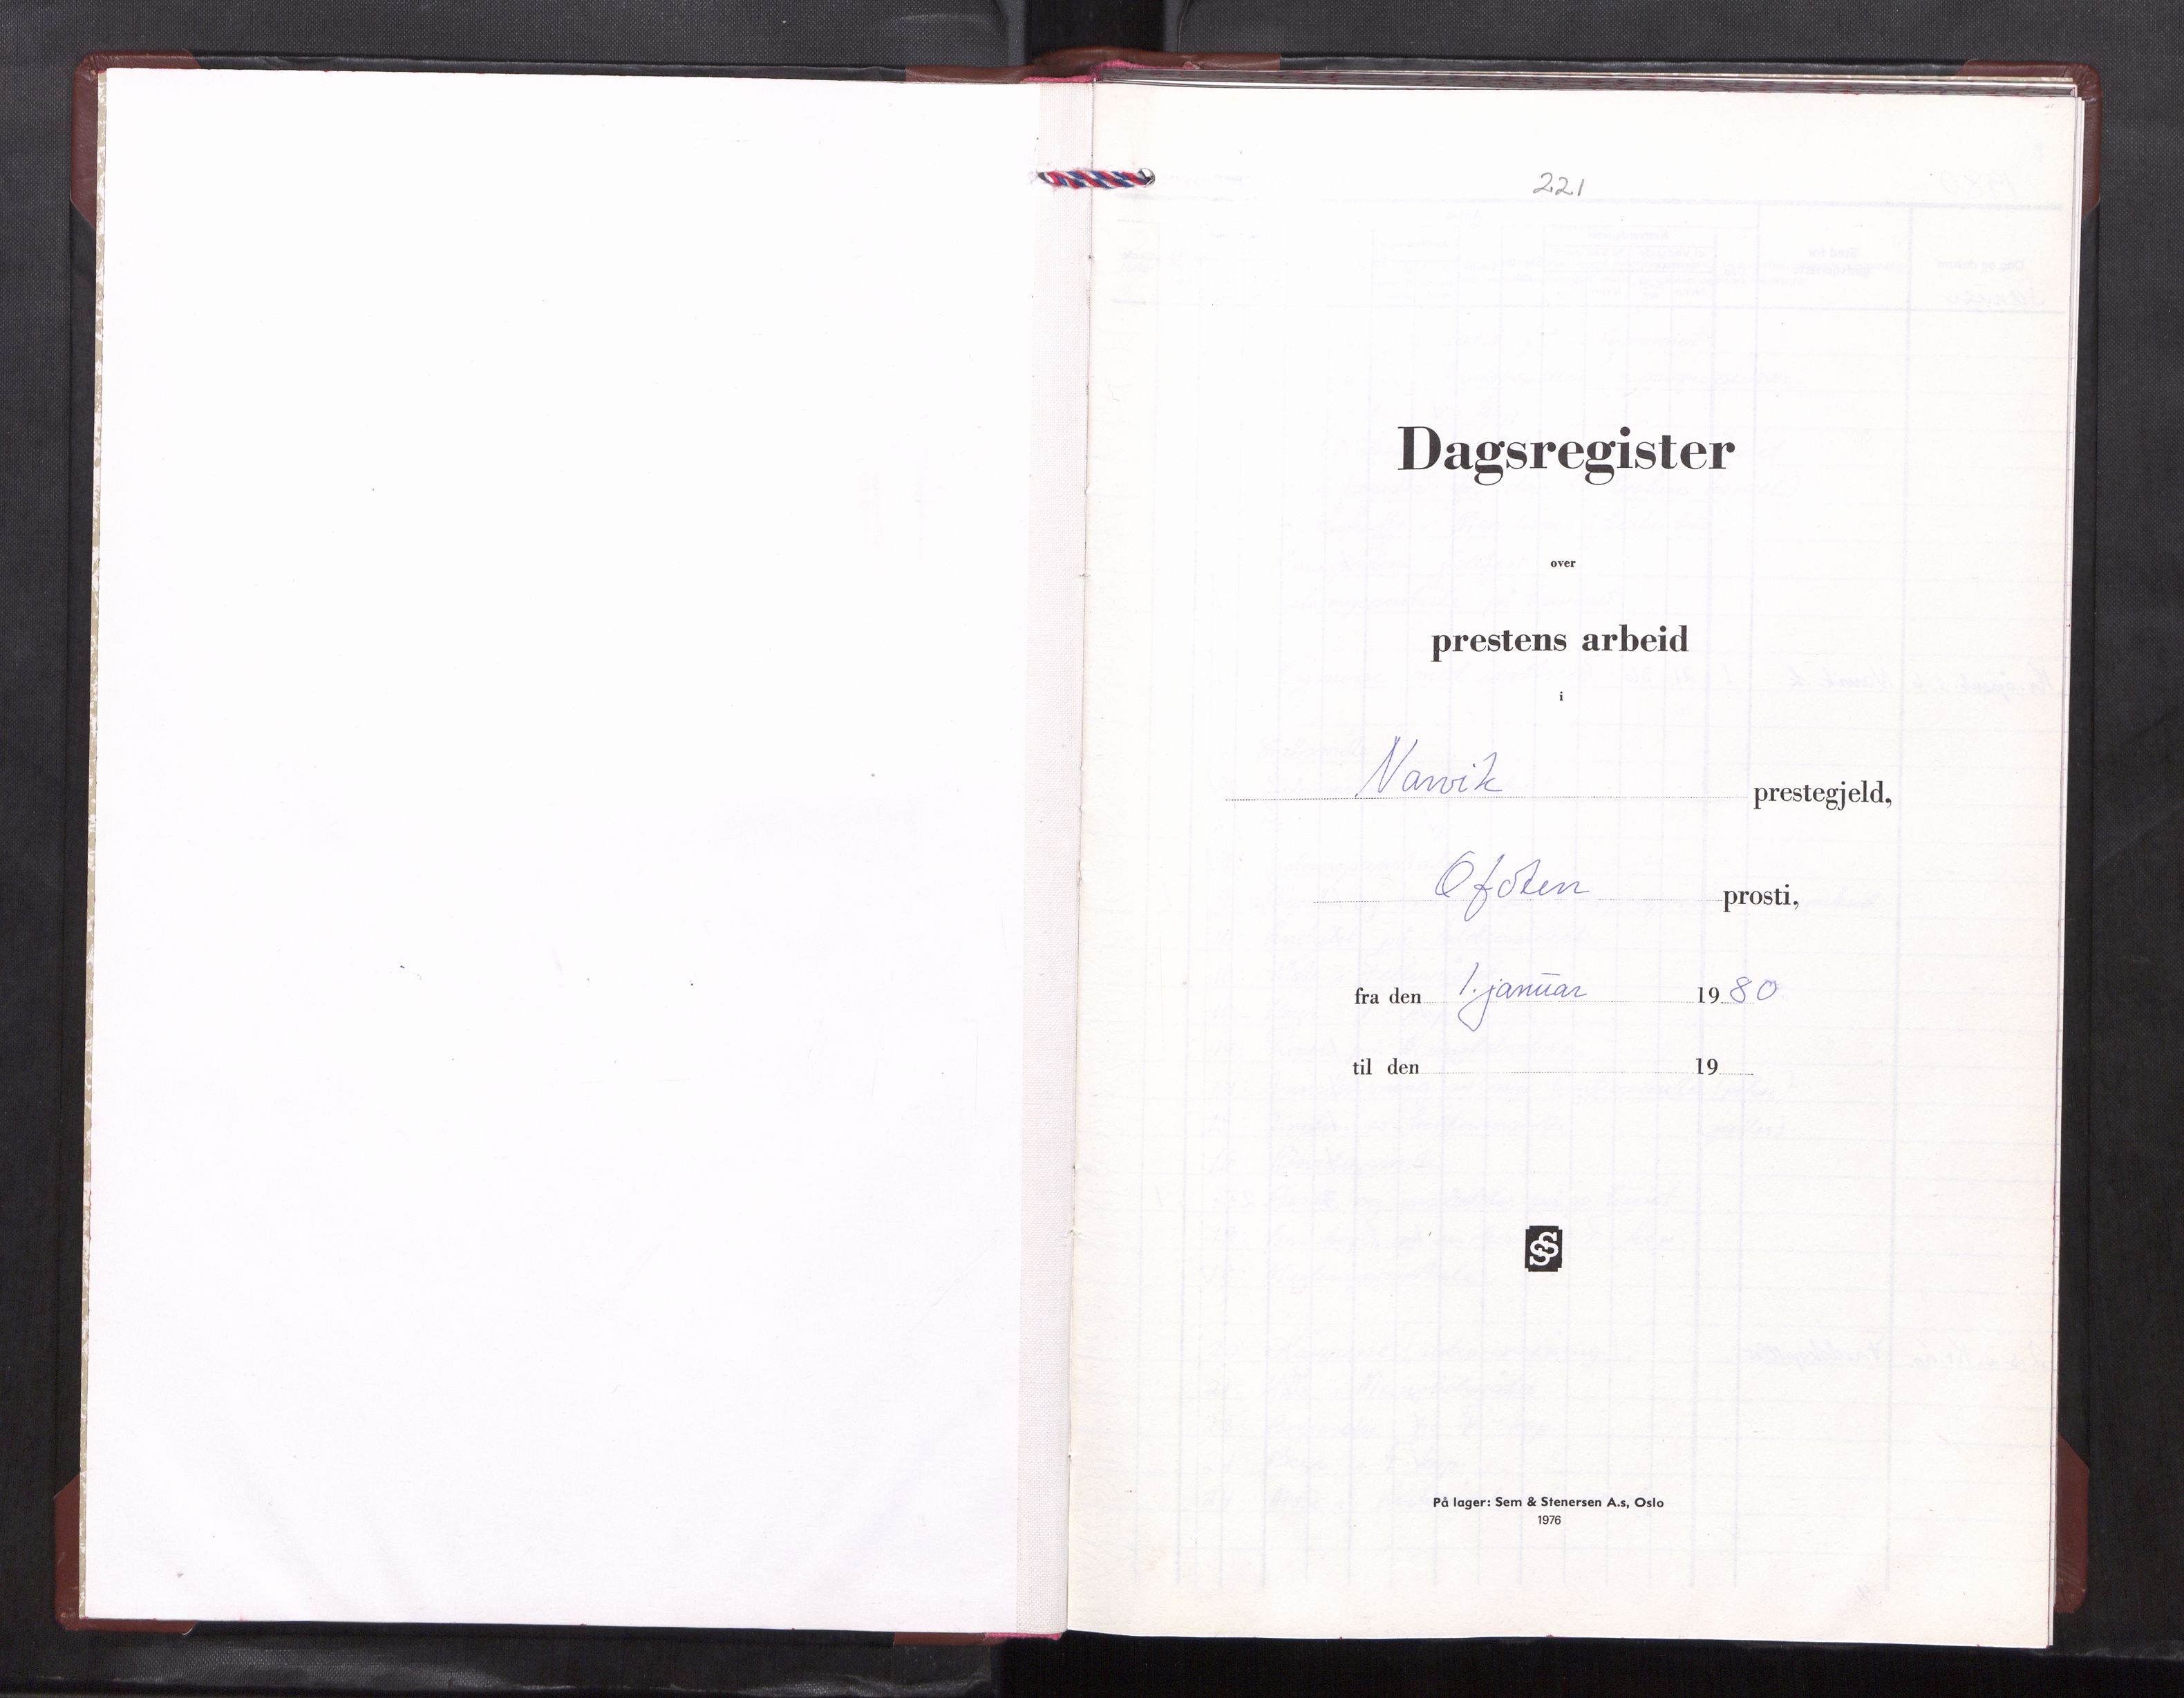 221
Dagsregister
over
prestens arbeid
i
Narvik prestegjeld,
Ofoten prosti,
fra den 1. januar 1980
til den 19
SS
På lager: Sem & Stenersen A.s, Oslo
1976